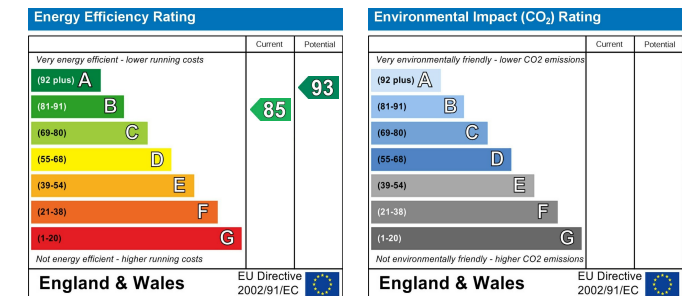 Energy Efficiency Rating
Current Potential
Very energy efficient - lower running costs
(92 plus) A
(81-91) B
(69-80) C
(55-68) D
(39-54) E
(21-38) F
(1-20) G
85
93
Not energy efficient - higher running costs
England & Wales
EU Directive
2002/91/EC
Environmental Impact (CO₂) Rating
Current Potential
Very environmentally friendly - lower CO2 emissions
(92 plus) A
(81-91) B
(69-80) C
(55-68) D
(39-54) E
(21-38) F
(1-20) G
Not environmentally friendly - higher CO2 emissions
England & Wales
EU Directive
2002/91/EC